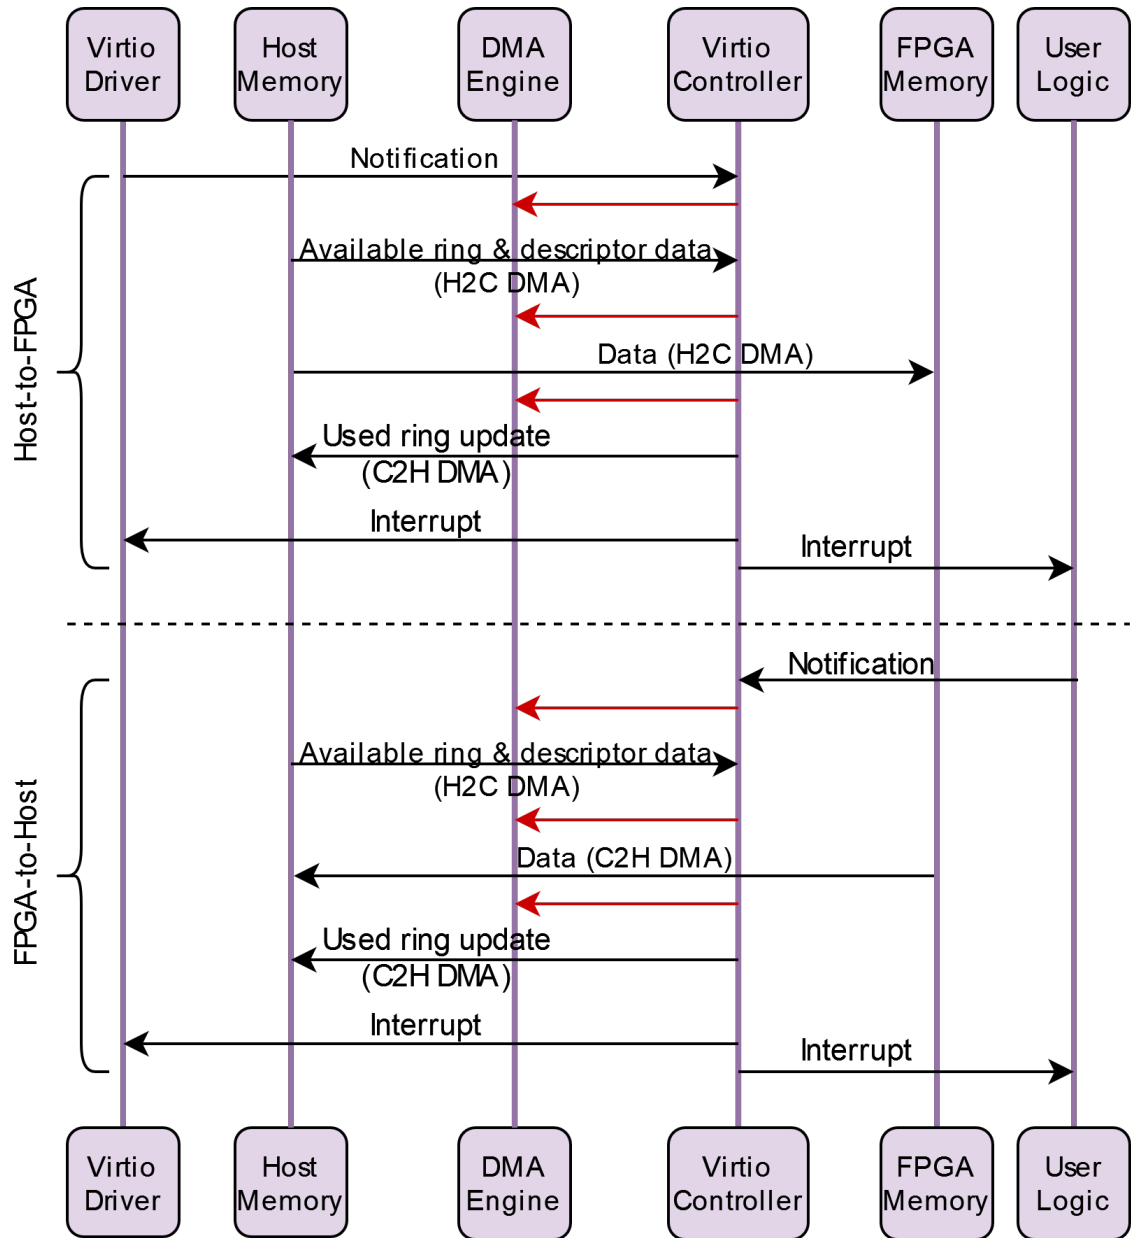 Virtio
Driver
Host
Memory
DMA
Engine
Virtio
Controller
FPGA
Memory
User
Logic
Host-to-FPGA
Notification
Available ring & descriptor data
(H2C DMA)
Data (H2C DMA)
Used ring update
(C2H DMA)
Interrupt
Interrupt
FPGA-to-Host
Notification
Available ring & descriptor data
(H2C DMA)
Data (C2H DMA)
Used ring update
(C2H DMA)
Interrupt
Interrupt
Virtio
Driver
Host
Memory
DMA
Engine
Virtio
Controller
FPGA
Memory
User
Logic